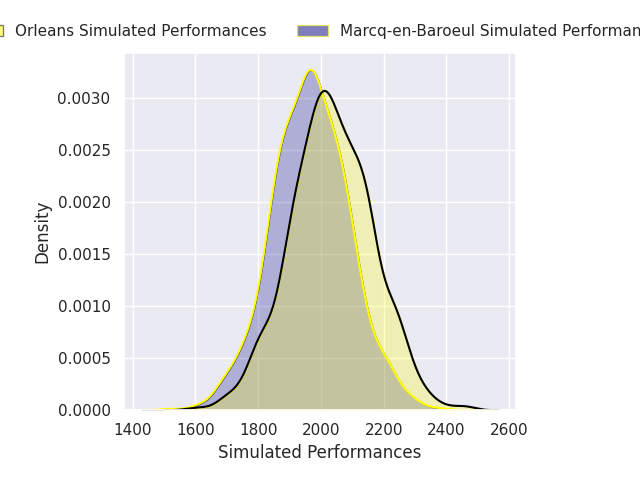 Orleans Simulated Performances
Marcq-en-Baroeul Simulated
0.0030
0.0025
0.0020
0.0015
0.0010
0.0005
0.0000
Density
1400 1600 1800 2000 2200 2400 2600
Simulated Performances